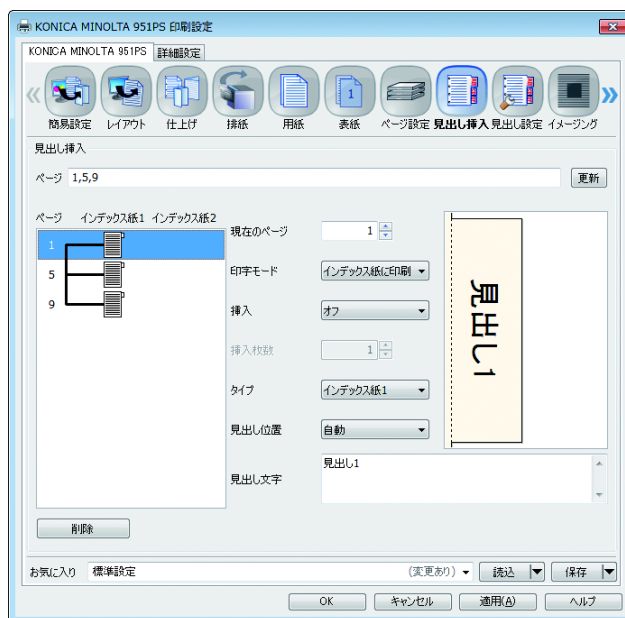 KONICA MINOLTA 951PS 印刷設定
KONICA MINOLTA 951PS 詳細設定
簡易設定 レイアウト 仕上げ 排紙 用紙 表紙 ページ設定 見出し挿入 見出し設定 イメージング
1
見出し挿入
ページ 1,5,9 更新
ページ インデックス紙1 インデックス紙2
1
5
9
現在のページ 1
印字モード インデックス紙に印刷
挿入 オフ
挿入枚数 1
タイプ インデックス紙1
見出し位置 自動
見出し文字 見出し1
見出し1
削除
お気に入り 標準設定 (変更あり) 読込 保存
OK キャンセル 適用(A) ヘルプ